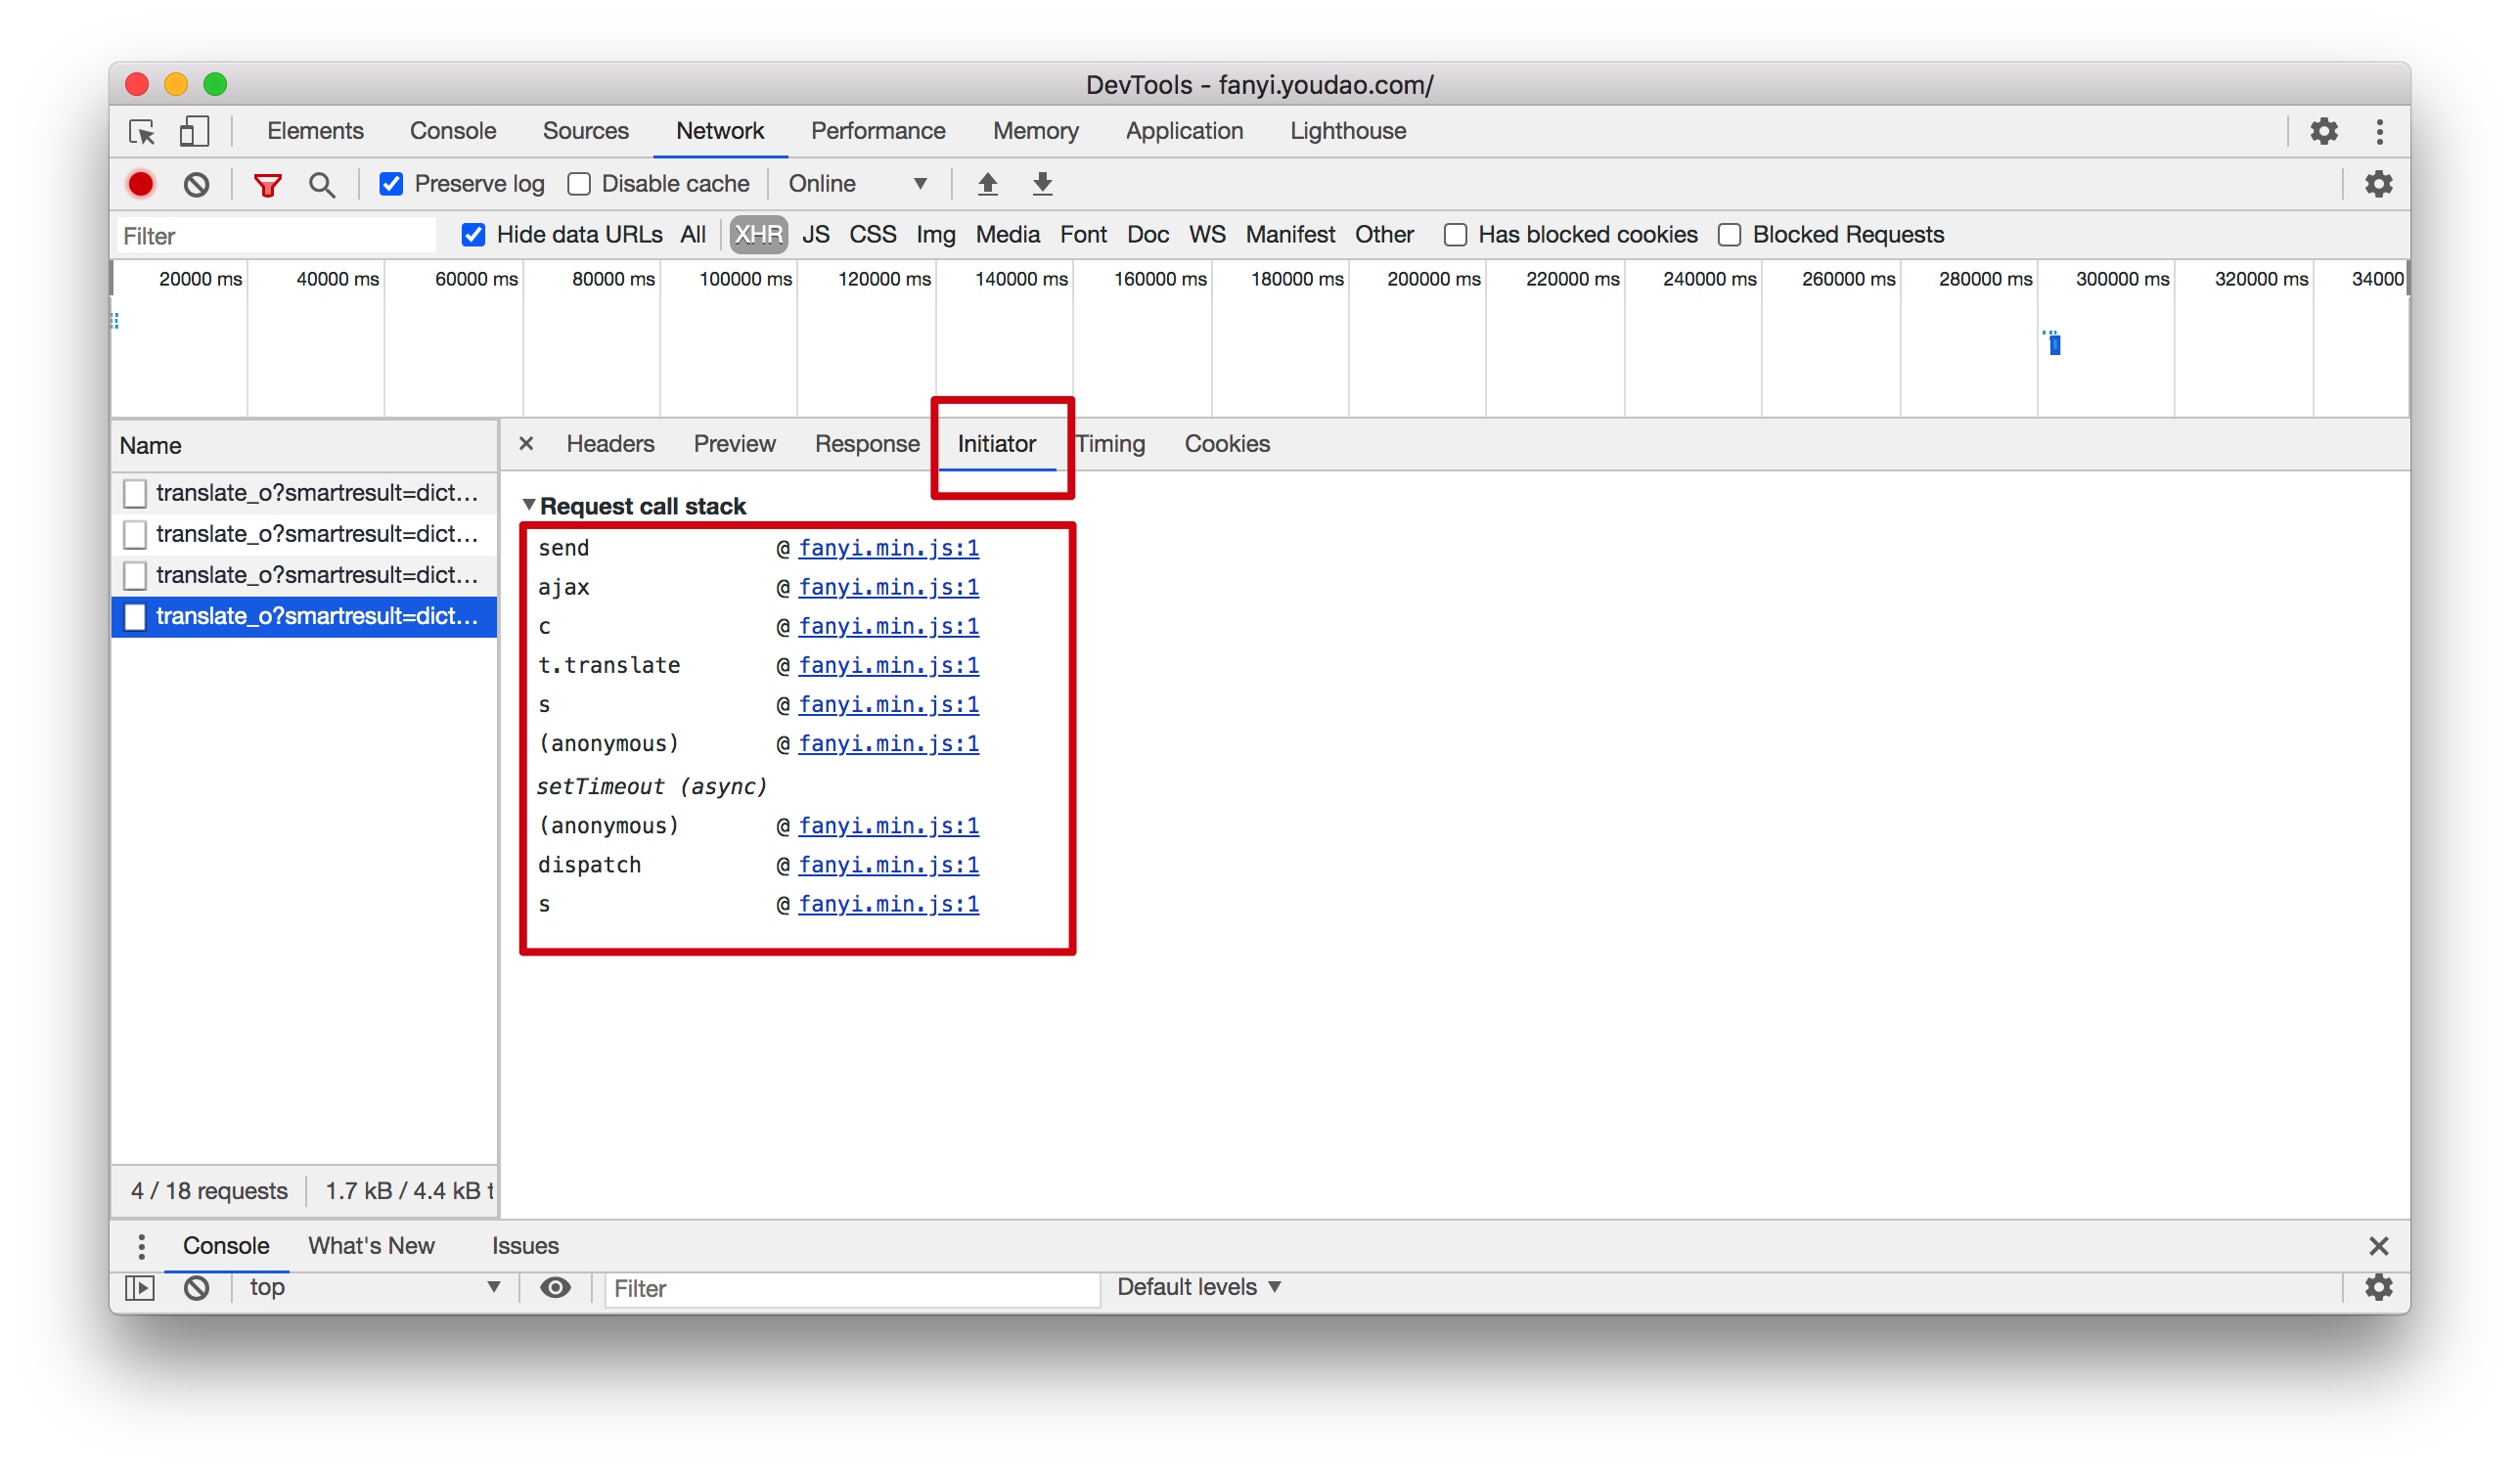 DevTools - fanyi.youdao.com/
Elements Console Sources Network Performance Memory Application Lighthouse
Preserve log Disable cache Online
Filter Hide data URLs All XHR JS CSS Img Media Font Doc WS Manifest Other Has blocked cookies Blocked Requests
20000 ms 40000 ms 60000 ms 80000 ms 100000 ms 120000 ms 140000 ms 160000 ms 180000 ms 200000 ms 220000 ms 240000 ms 260000 ms 280000 ms 300000 ms 320000 ms 34000
Name
translate_o?smartresult=dict...
translate_o?smartresult=dict...
translate_o?smartresult=dict...
translate_o?smartresult=dict...
4 / 18 requests 1.7 kB / 4.4 kB t
× Headers Preview Response Initiator Timing Cookies
Request call stack
send @ fanyi.min.js:1
ajax @ fanyi.min.js:1
c @ fanyi.min.js:1
t.translate @ fanyi.min.js:1
s @ fanyi.min.js:1
(anonymous) @ fanyi.min.js:1
setTimeout (async)
(anonymous) @ fanyi.min.js:1
dispatch @ fanyi.min.js:1
s @ fanyi.min.js:1
Console What's New Issues
top Filter Default levels